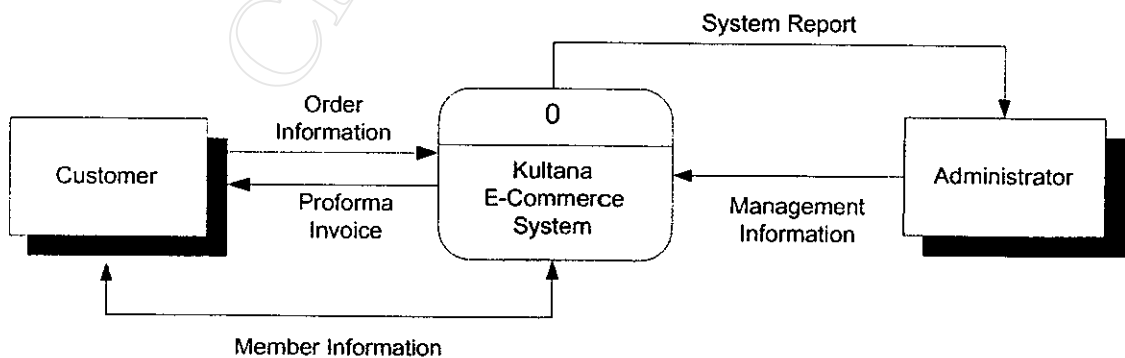 System Report
Order
Information
0
Customer
Kultana
E-Commerce
System
Administrator
Proforma
Invoice
Management
Information
Member Information